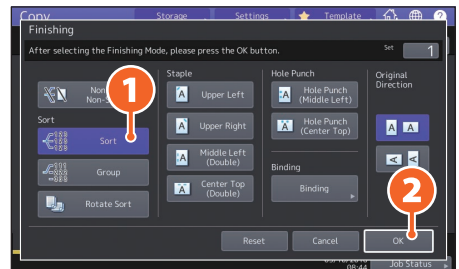 Copy
Storage
Settings
Template
?
Finishing
After selecting the Finishing Mode, please press the OK button.
Set
1
Staple
Hole Punch
Original
Direction
Non-
1
Upper Left
Hole Punch
(Middle Left)
Sort
Sort
Upper Right
Hole Punch
(Center Top)
Group
Middle Left
(Double)
Binding
Rotate Sort
Center Top
(Double)
Binding
2
Reset
Cancel
OK
08:44
Job Status